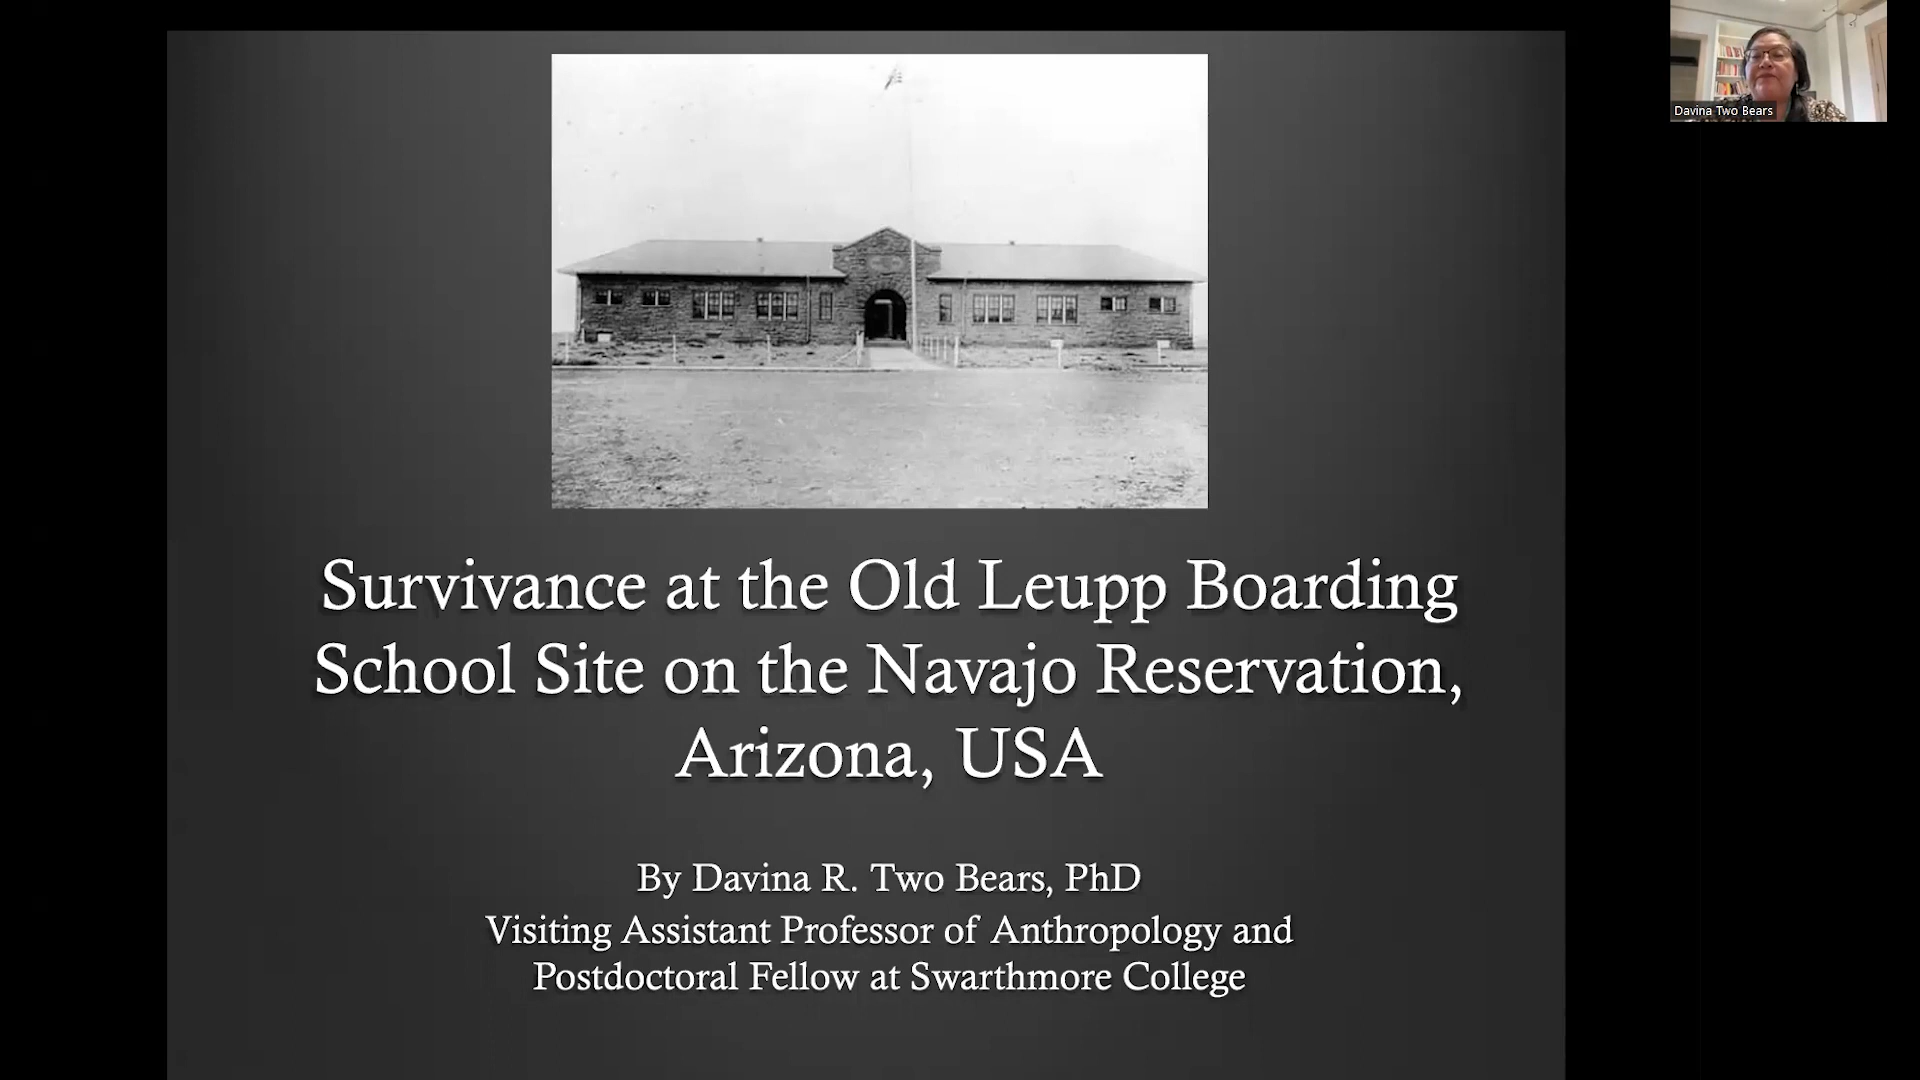 Davina Two Bears
Survivance at the Old Leupp Boarding
School Site on the Navajo Reservation,
Arizona, USA
By Davina R. Two Bears, PhD
Visiting Assistant Professor of Anthropology and
Postdoctoral Fellow at Swarthmore College